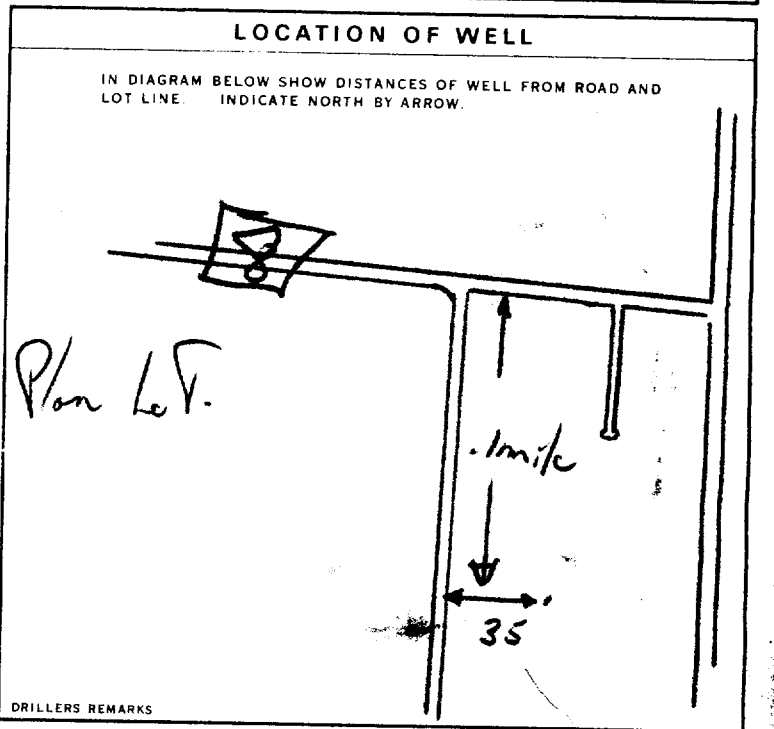 LOCATION OF WELL
IN DIAGRAM BELOW SHOW DISTANCES OF WELL FROM ROAD AND
LOT LINE. INDICATE NORTH BY ARROW.
Plan LoT.
.1mile
35
DRILLERS REMARKS